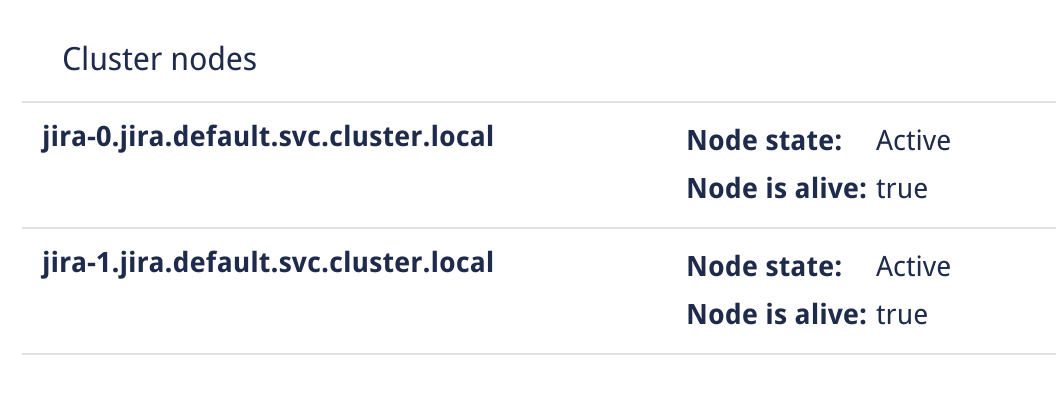 Cluster nodes
jira-0.jira.default.svc.cluster.local
Node state: Active
Node is alive: true
jira-1.jira.default.svc.cluster.local
Node state: Active
Node is alive: true